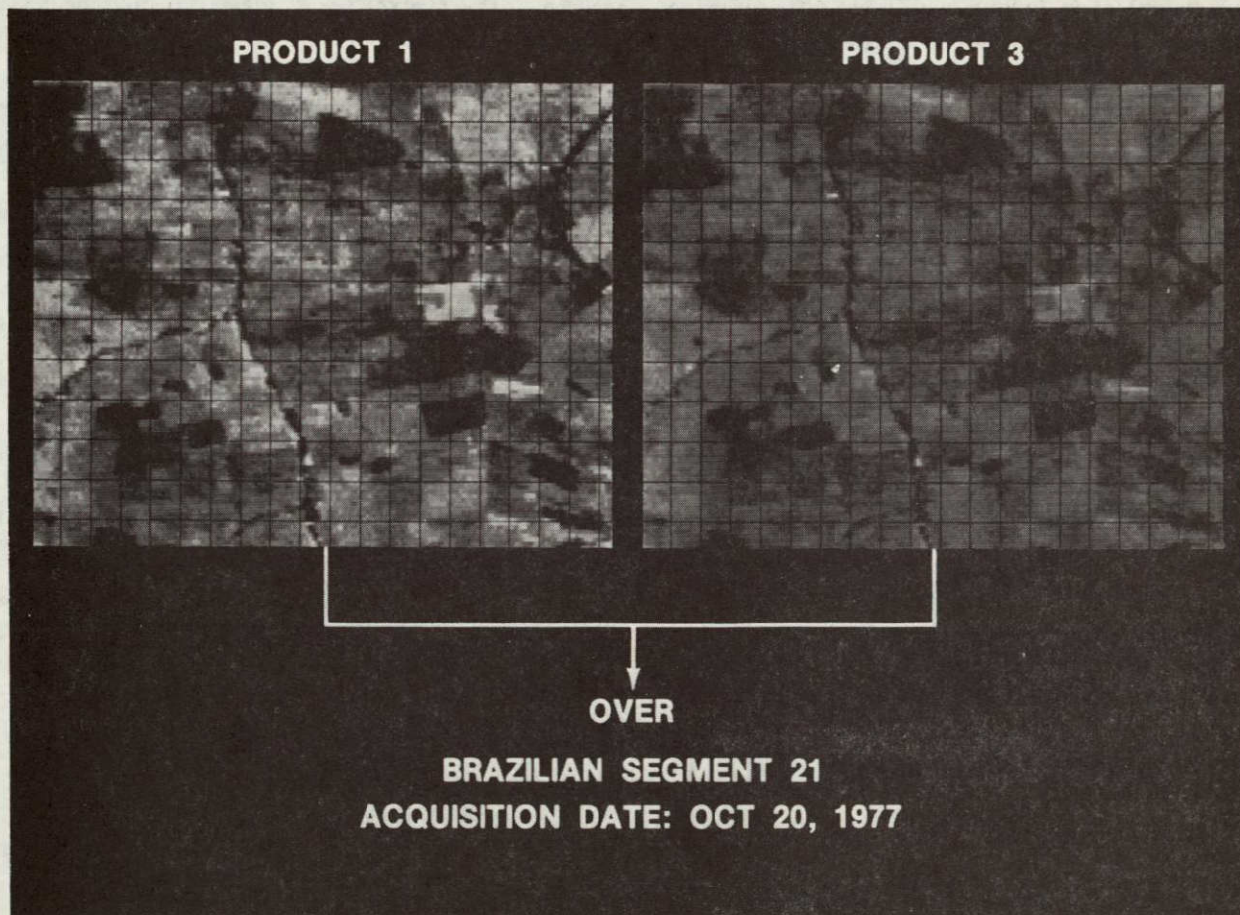 PRODUCT 1
PRODUCT 3
OVER
BRAZILIAN SEGMENT 21
ACQUISITION DATE: OCT 20, 1977